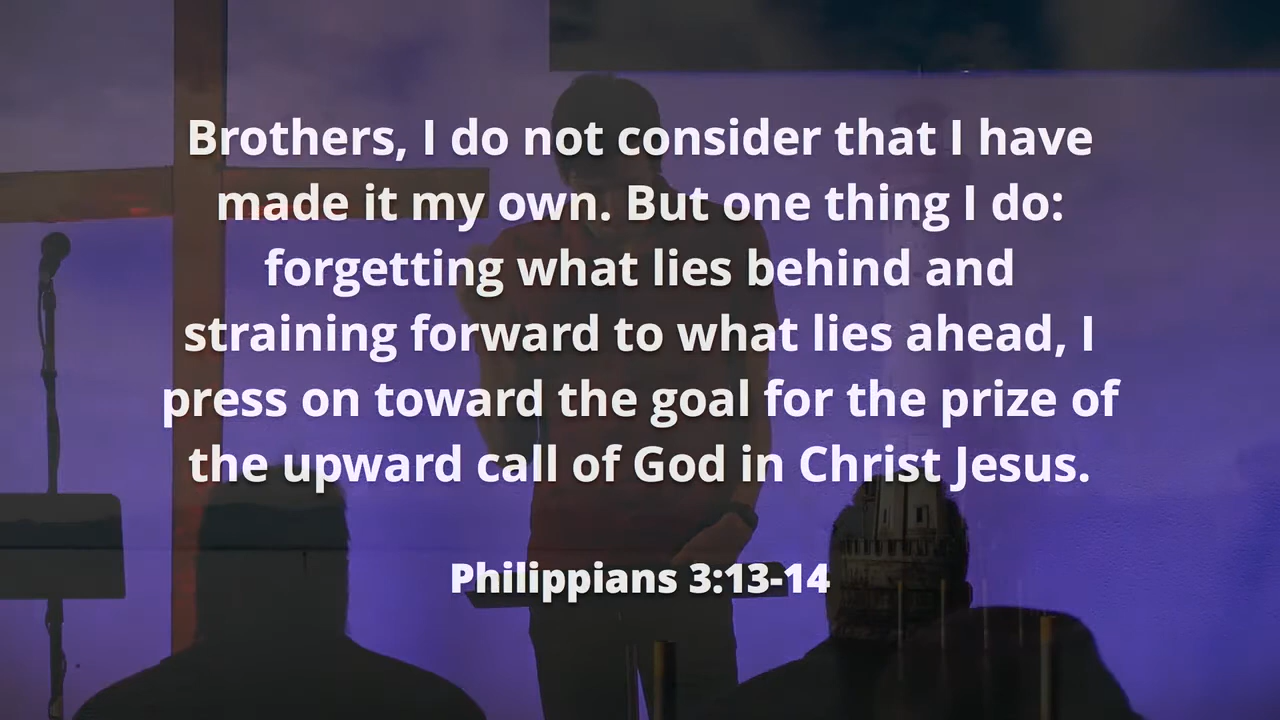 Brothers, I do not consider that I have
made it my own. But one thing I do:
forgetting what lies behind and
straining forward to what lies ahead, I
press on toward the goal for the prize of
the upward call of God in Christ Jesus.
Philippians 3:13-14